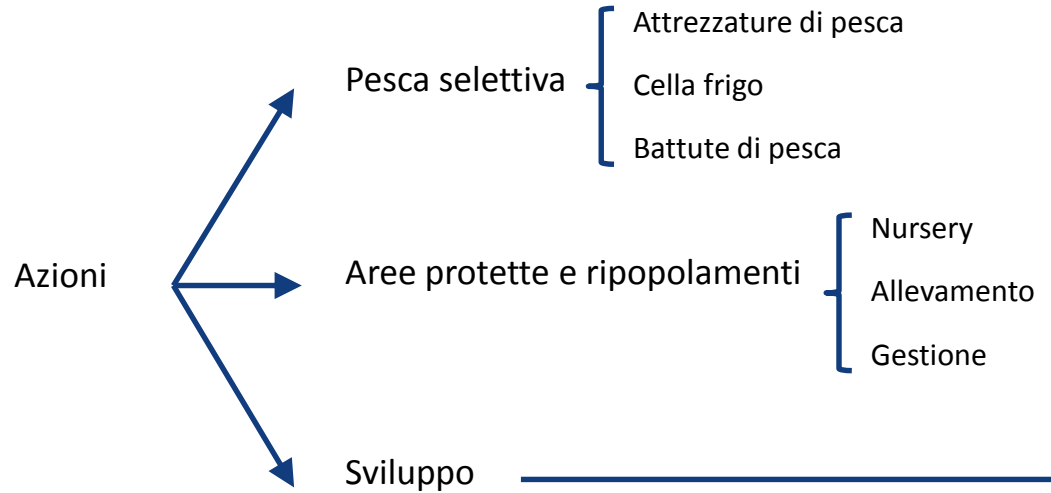 Attrezzature di pesca
Pesca selettiva
Cella frigo
Battute di pesca
Nursery
Azioni
Aree protette e ripopolamenti
Allevamento
Gestione
Sviluppo